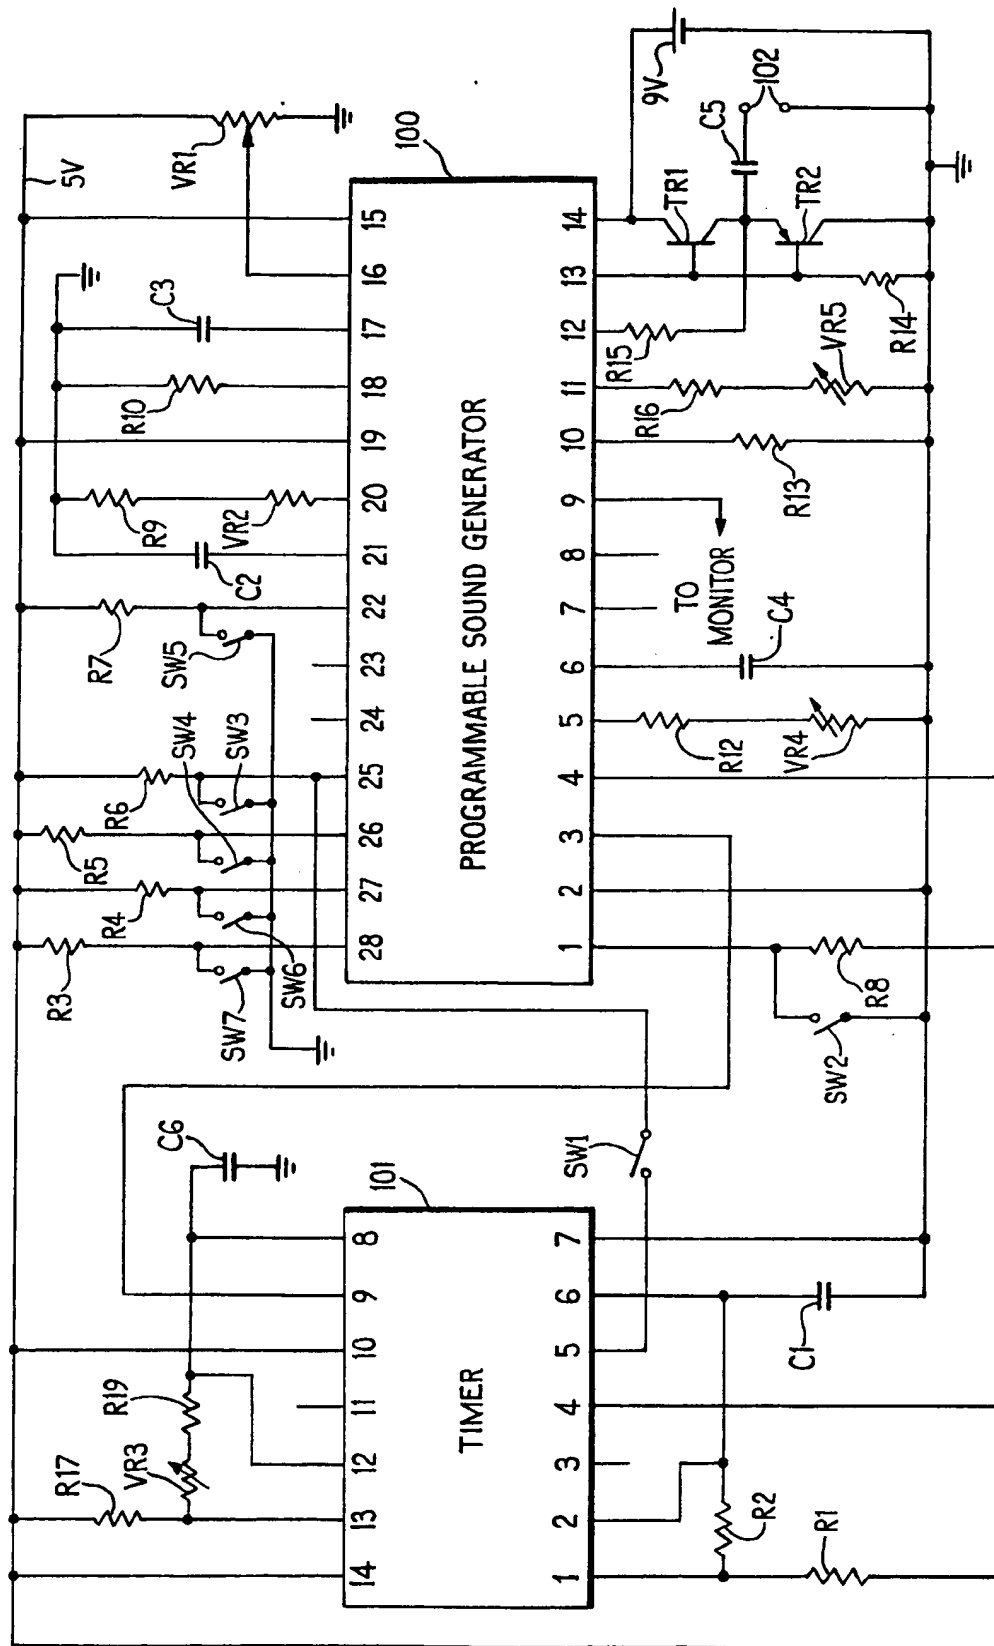 R17
VR3
R19
C6
R3
R4
R5
R6
R7
C2
R9
VR2
R10
C3
5V
VR1
SW7
SW6
SW4
SW3
SW5
101
100
14 13 12 11 10 9 8
28 27 26 25 24 23 22 21 20 19 18 17 16 15
TIMER
PROGRAMMABLE SOUND GENERATOR
1 2 3 4 5 6 7
1 2 3 4 5 6 7 8 9 10 11 12 13 14
SW1
R15
R16
TR1
C5
9V
TO
MONITOR
102
R2
R12
C4
R13
TR2
R1
C1
SW2
R8
VR4
VR5
R14